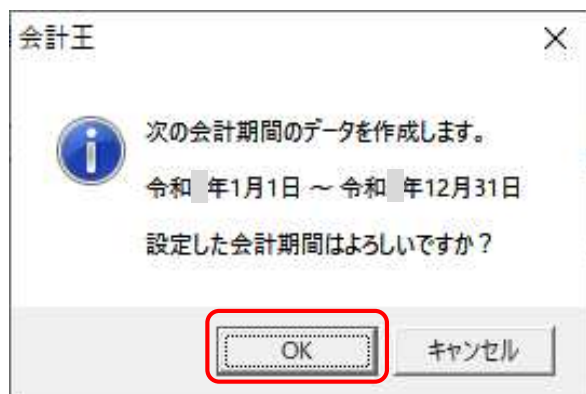 会計王
次の会計期間のデータを作成します。
令和 年1月1日 ～ 令和 年12月31日
設定した会計期間はよろしいですか？
OK
キャンセル